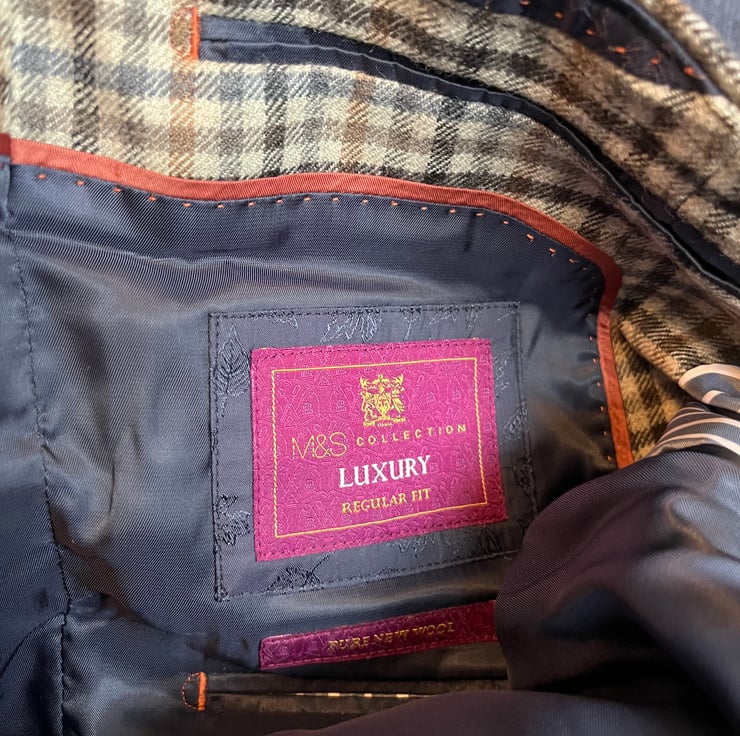 M&S COLLECTION
LUXURY
REGULAR FIT
PURE NEW WOOL